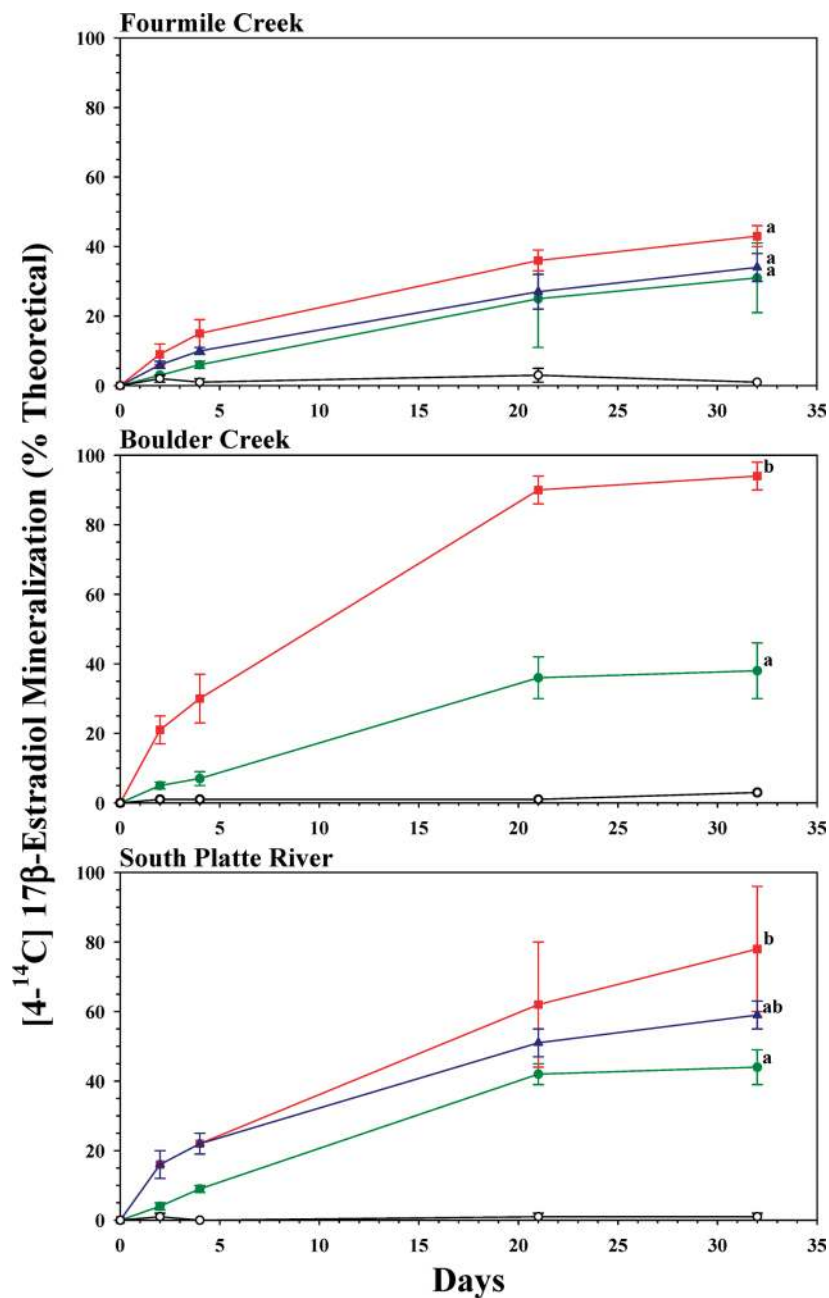 Fourmile Creek
100
80
60
40
20
0
a
a
a
0 5 10 15 20 25 30 35
Boulder Creek
100
80
60
40
20
0
b
a
0 5 10 15 20 25 30 35
South Platte River
100
80
60
40
20
0
b
ab
a
0 5 10 15 20 25 30 35
Days
[4-¹⁴C] 17β-Estradiol Mineralization (% Theoretical)